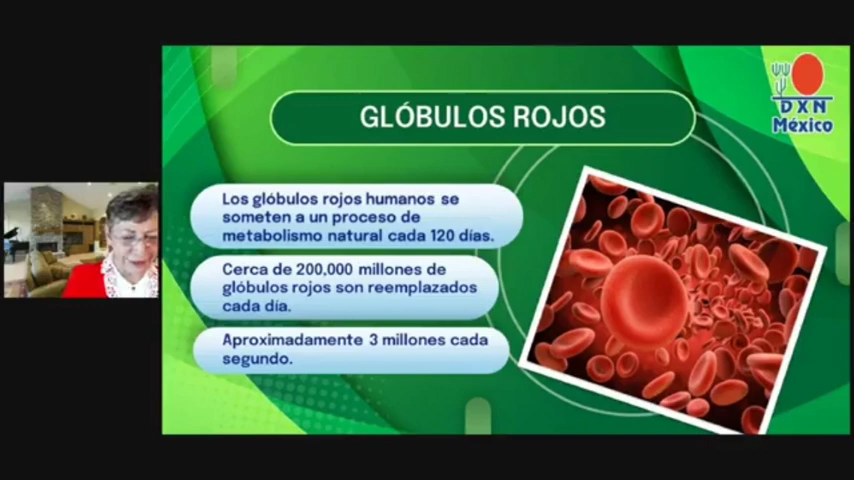 GLÓBULOS ROJOS
DXN
México
Los glóbulos rojos humanos se
someten a un proceso de
metabolismo natural cada 120 días.
Cerca de 200,000 millones de
glóbulos rojos son reemplazados
cada día.
Aproximadamente 3 millones cada
segundo.